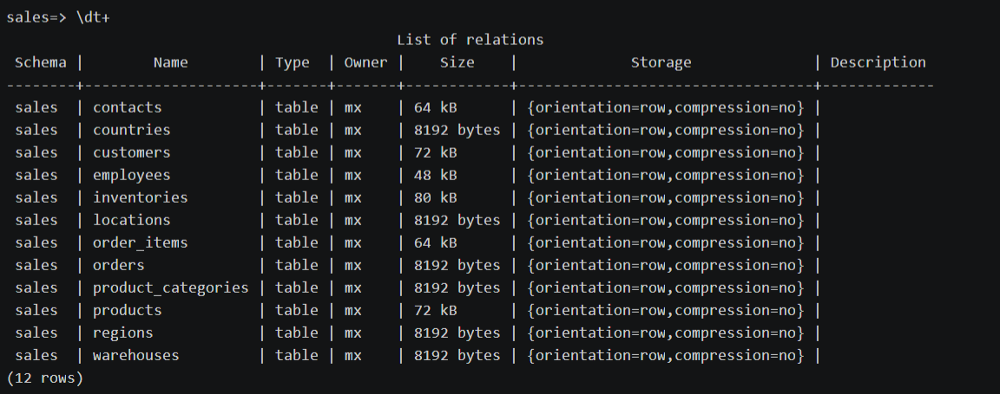 sales=> \dt+
                                             List of relations
 Schema |        Name        | Type  | Owner |    Size    |             Storage              | Description
--------+--------------------+-------+-------+------------+----------------------------------+-------------
 sales  | contacts           | table | mx    | 64 kB      | {orientation=row,compression=no} |
 sales  | countries          | table | mx    | 8192 bytes | {orientation=row,compression=no} |
 sales  | customers          | table | mx    | 72 kB      | {orientation=row,compression=no} |
 sales  | employees          | table | mx    | 48 kB      | {orientation=row,compression=no} |
 sales  | inventories        | table | mx    | 80 kB      | {orientation=row,compression=no} |
 sales  | locations          | table | mx    | 8192 bytes | {orientation=row,compression=no} |
 sales  | order_items        | table | mx    | 64 kB      | {orientation=row,compression=no} |
 sales  | orders             | table | mx    | 8192 bytes | {orientation=row,compression=no} |
 sales  | product_categories | table | mx    | 8192 bytes | {orientation=row,compression=no} |
 sales  | products           | table | mx    | 72 kB      | {orientation=row,compression=no} |
 sales  | regions            | table | mx    | 8192 bytes | {orientation=row,compression=no} |
 sales  | warehouses         | table | mx    | 8192 bytes | {orientation=row,compression=no} |
(12 rows)